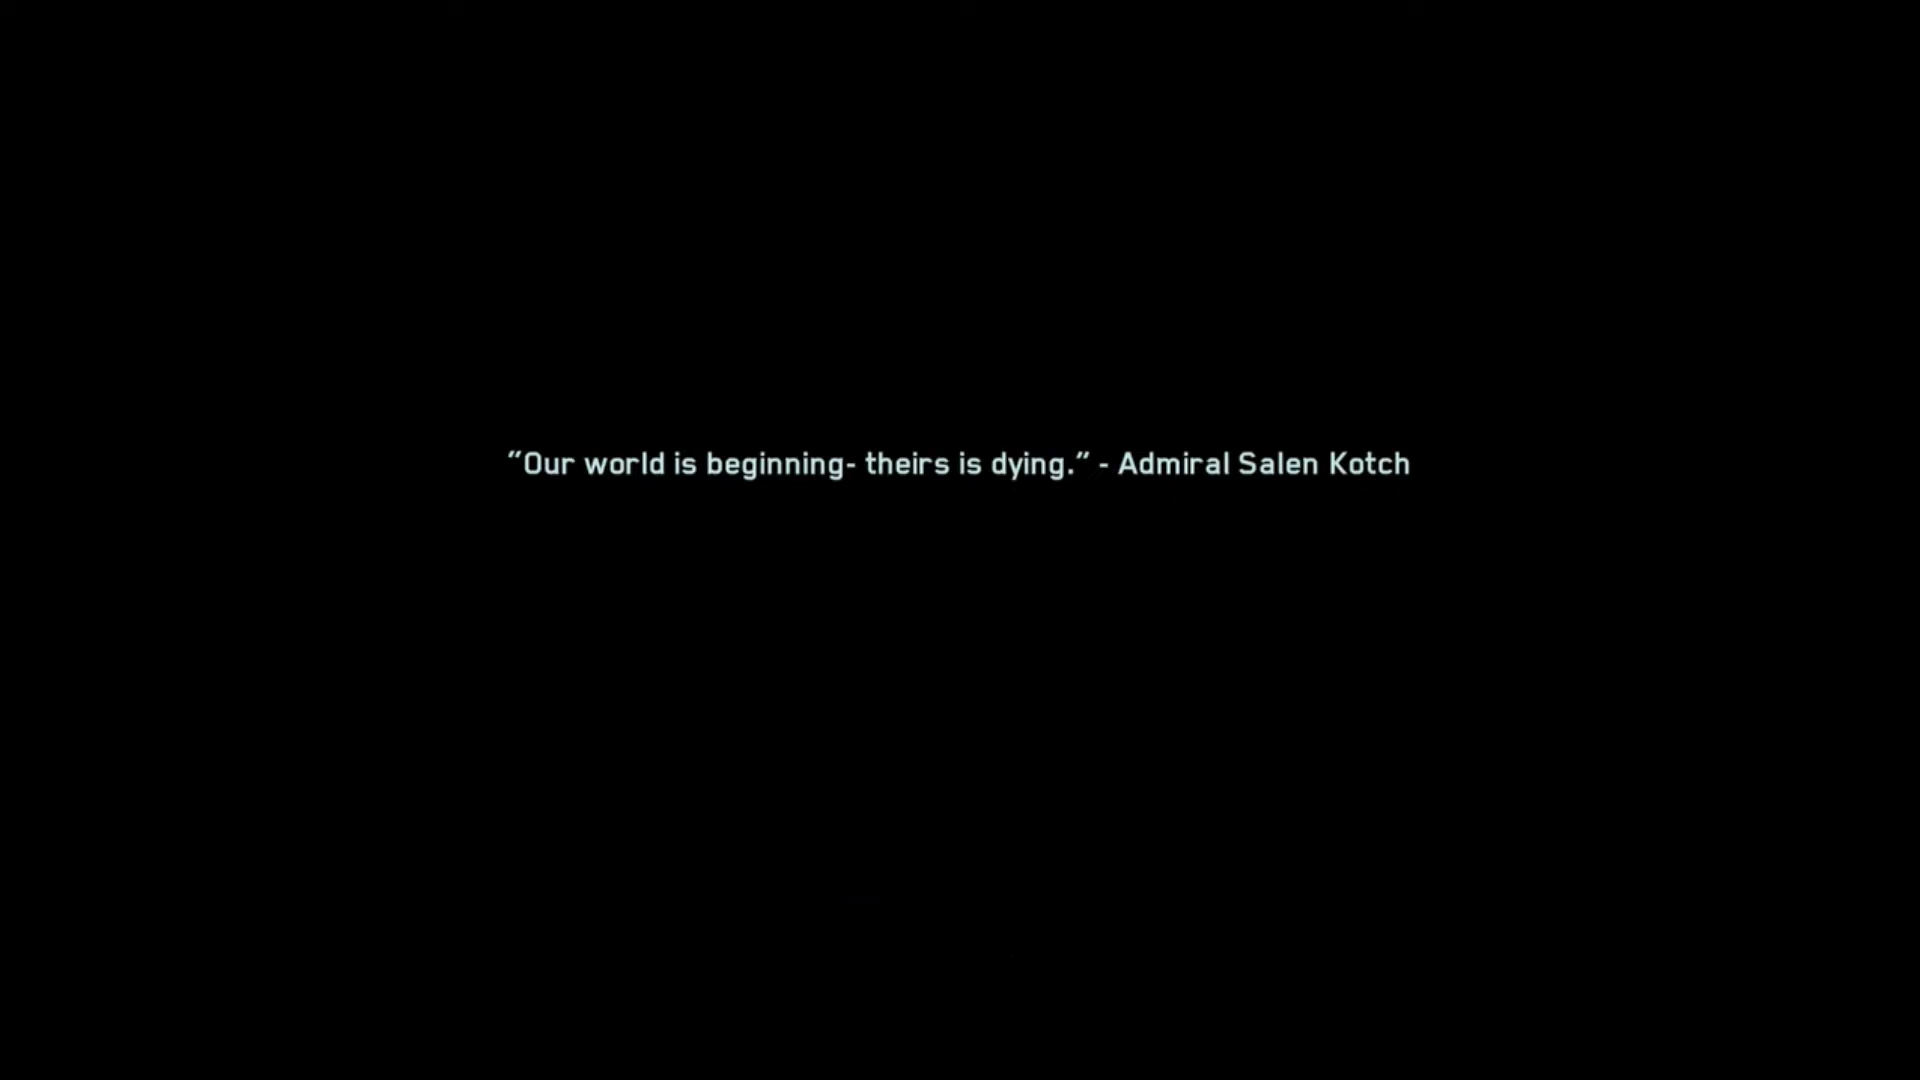 “Our world is beginning- theirs is dying.” - Admiral Salen Kotch